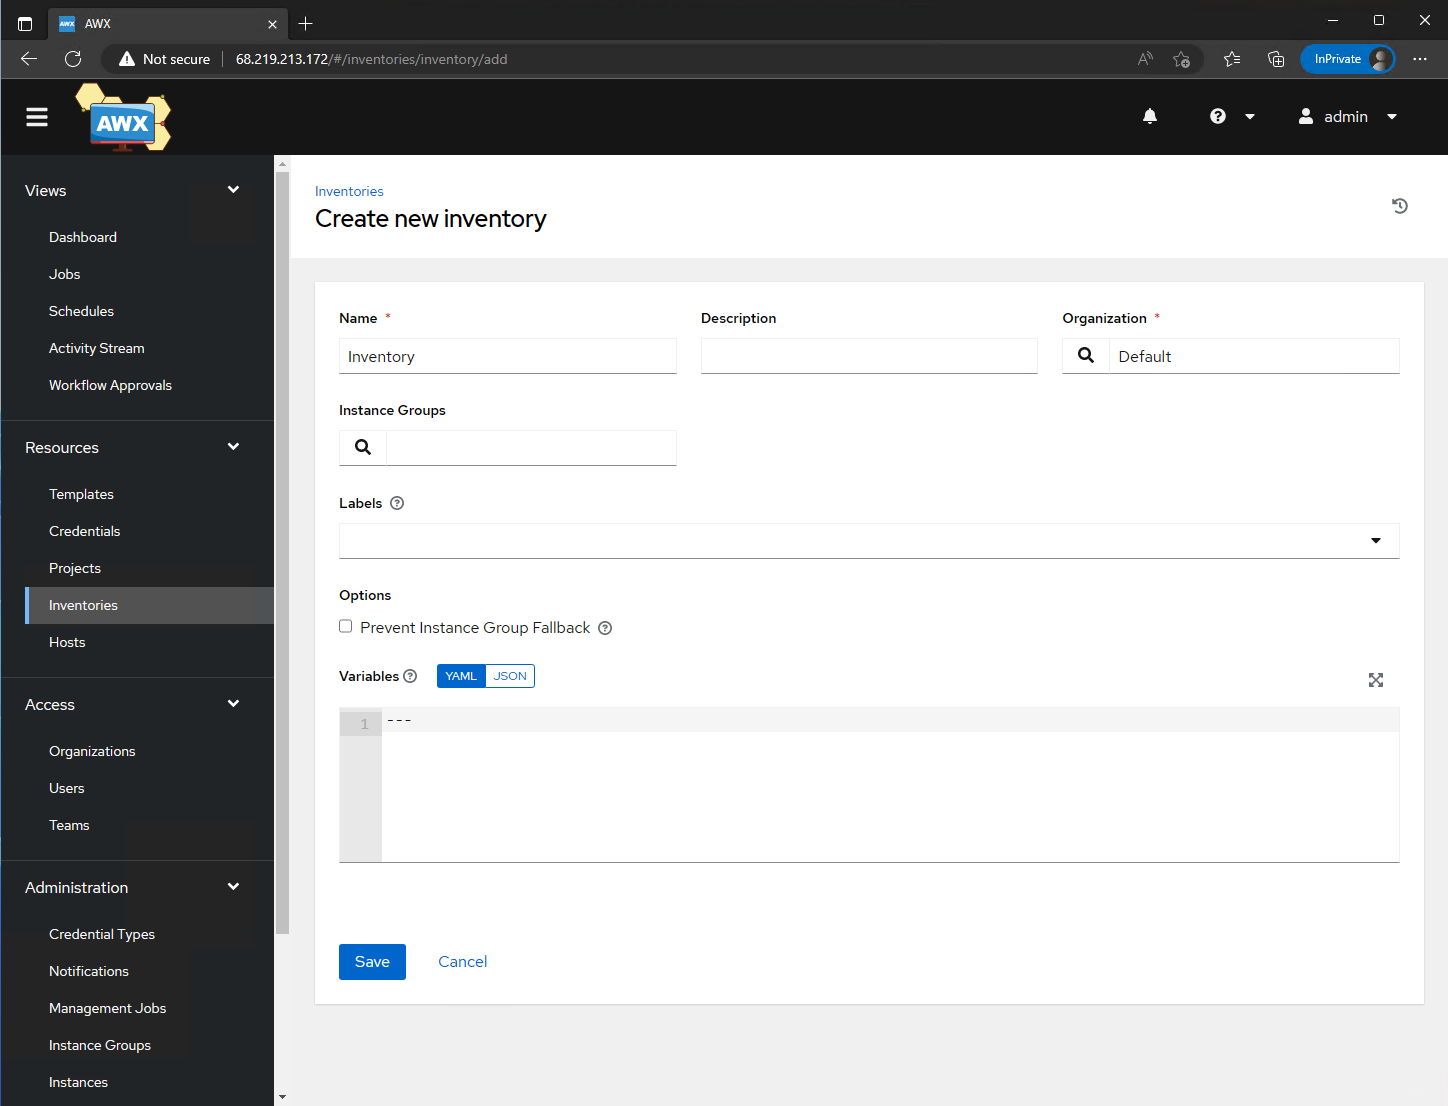 AWX
Not secure
68.219.213.172/#/inventories/inventory/add
InPrivate
AWX
admin
Views
Dashboard
Jobs
Schedules
Activity Stream
Workflow Approvals
Resources
Templates
Credentials
Projects
Inventories
Hosts
Access
Organizations
Users
Teams
Administration
Credential Types
Notifications
Management Jobs
Instance Groups
Instances
Inventories
Create new inventory
Name * Description Organization *
Inventory Default
Instance Groups
Labels
Options
Prevent Instance Group Fallback
Variables YAML JSON
1 ---
Save Cancel